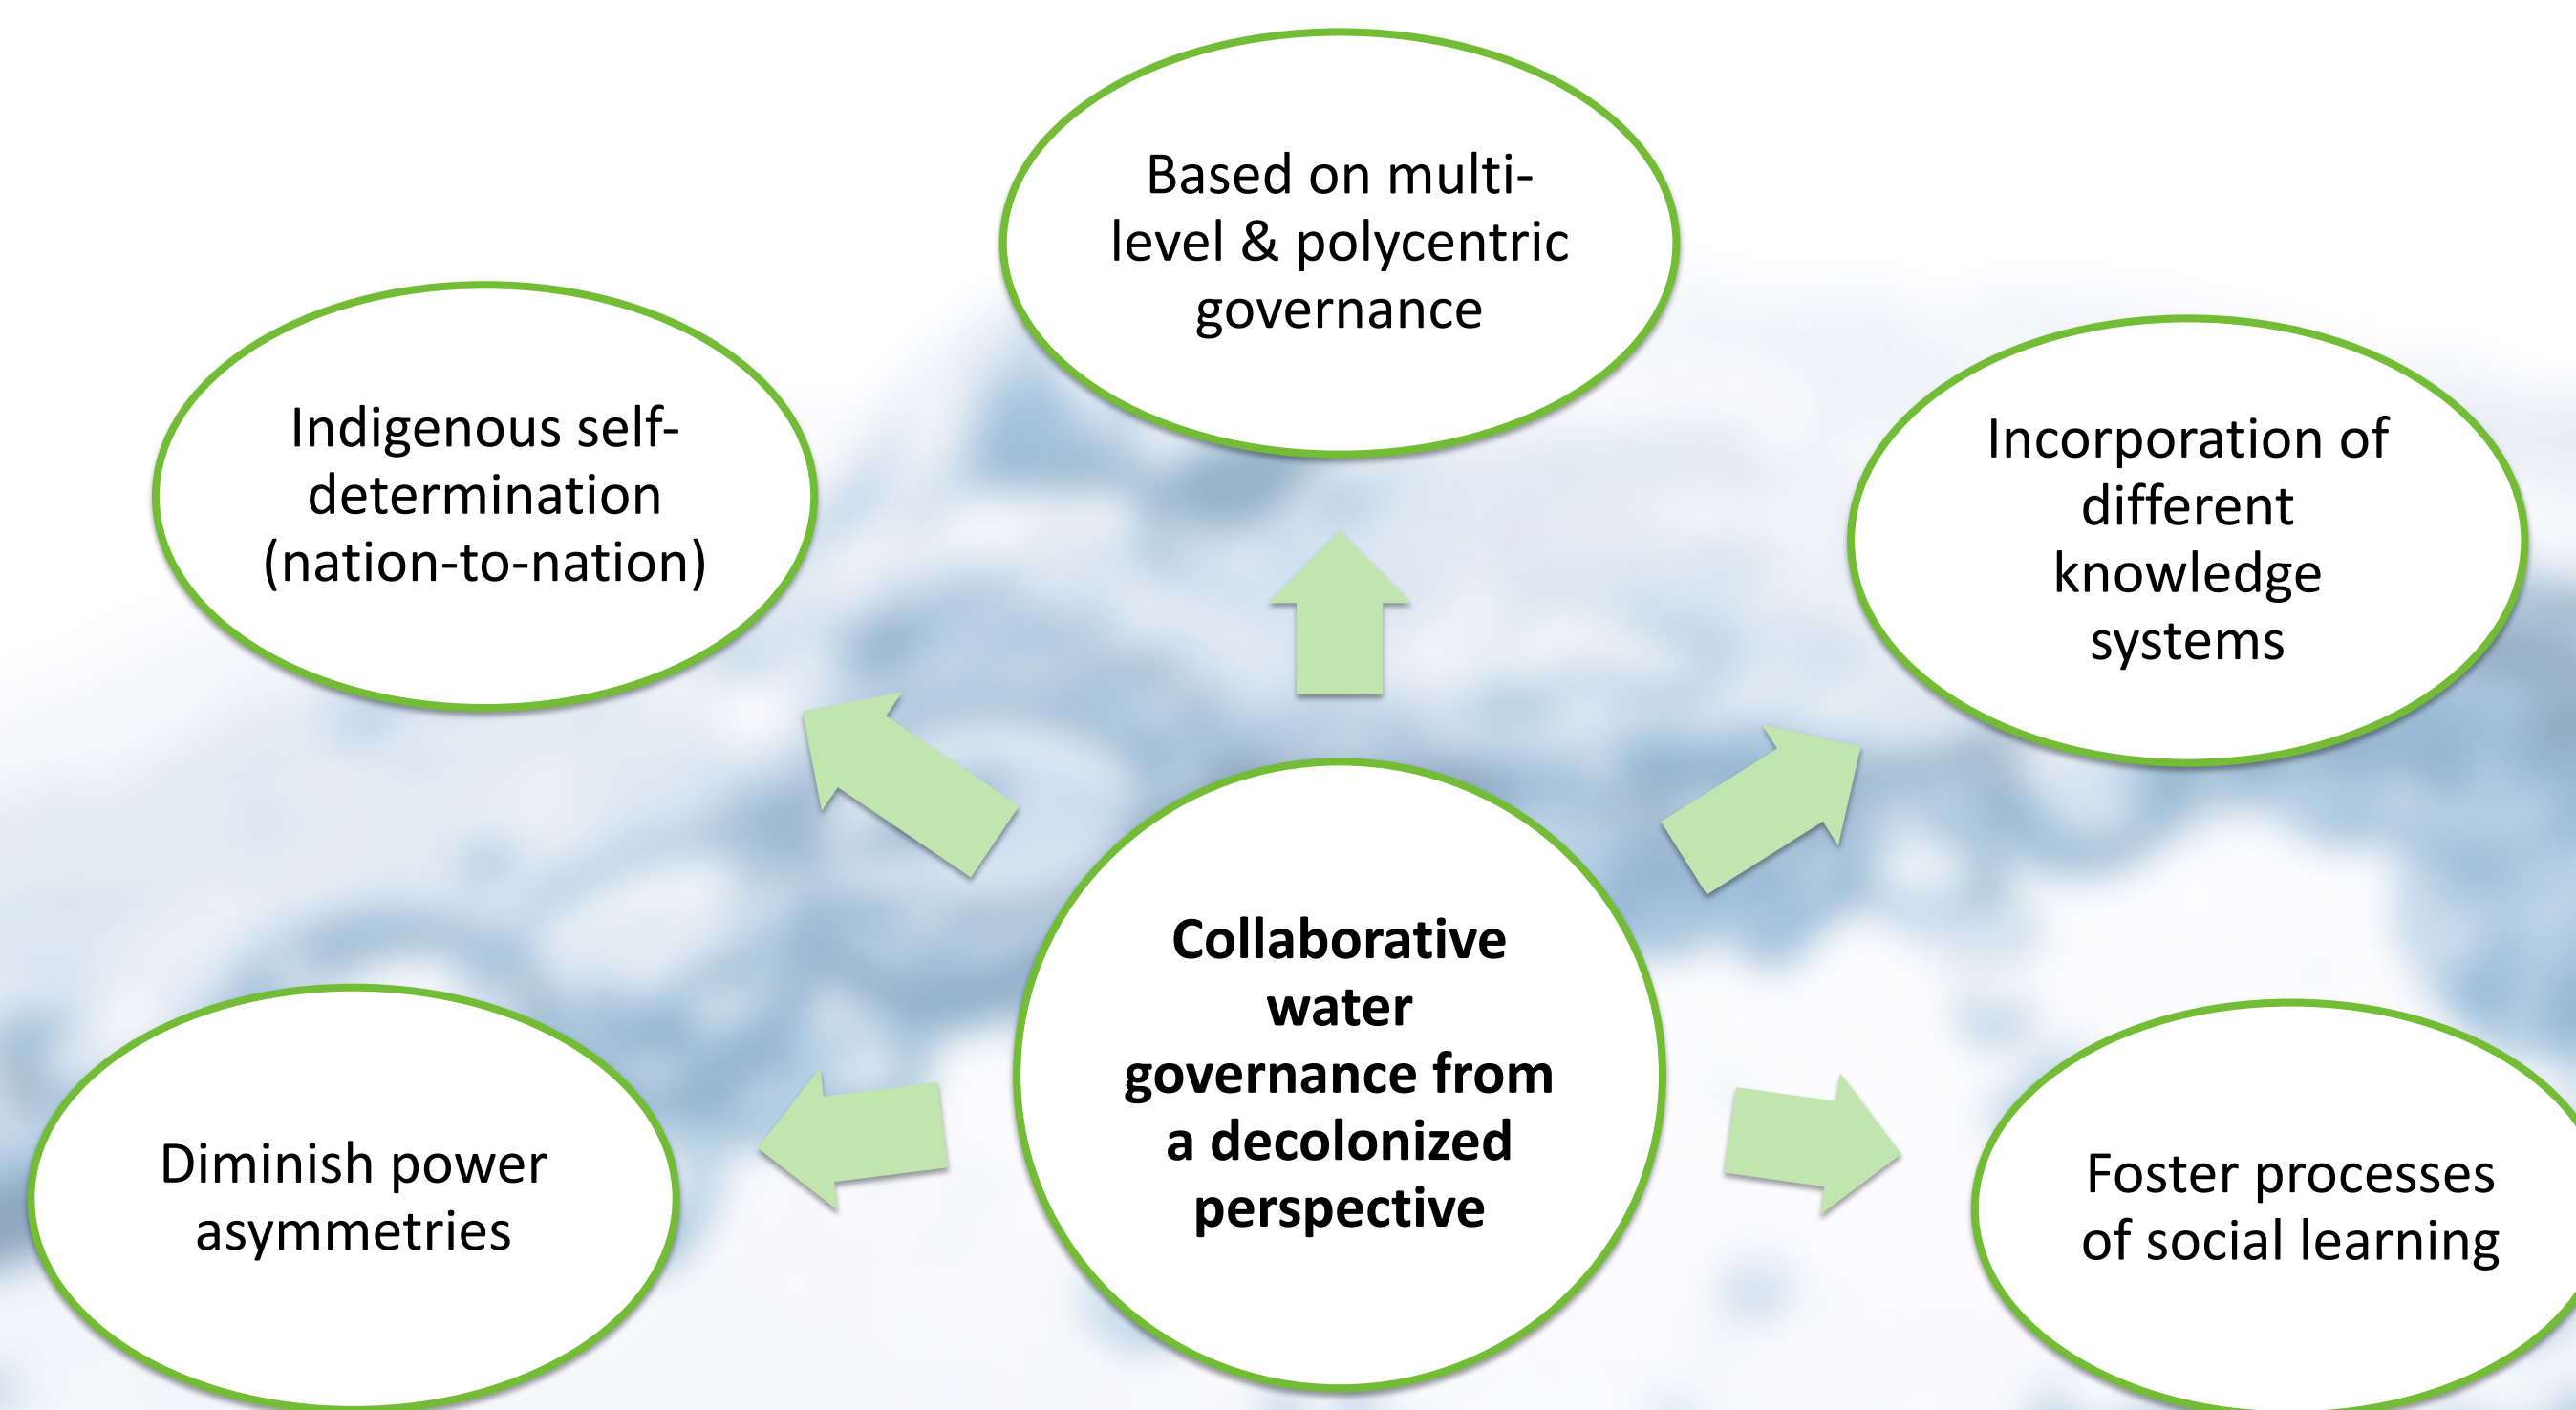 Based on multi-
level & polycentric
governance
Indigenous self-
determination
(nation-to-nation)
Incorporation of
different
knowledge
systems
Collaborative
water
governance from
a decolonized
perspective
Diminish power
asymmetries
Foster processes
of social learning